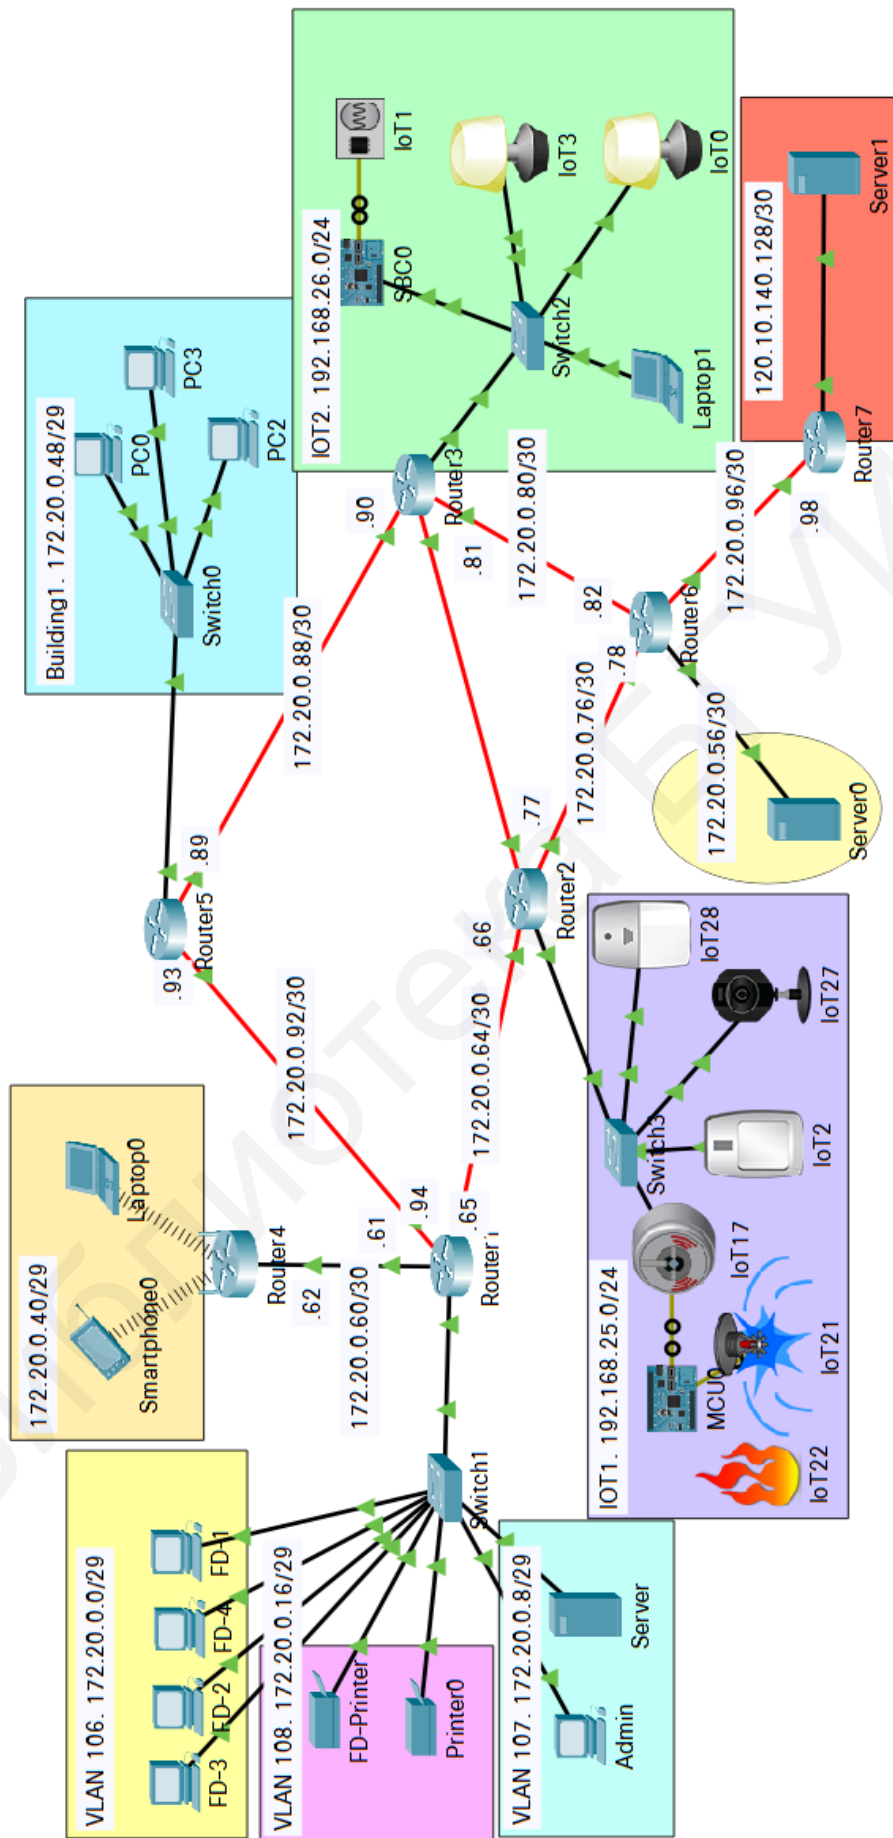 VLAN 106. 172.20.0.0/29
FD-3
FD-2
FD-4
FD-1
VLAN 108. 172.20.0.16/29
FD-Printer
Printer0
VLAN 107. 172.20.0.8/29
Admin
Server
Switch1
172.20.0.40/29
Smartphone0
Laptop0
Router4
.62
172.20.0.60/30
.61
.94
.65
Router1
172.20.0.92/30
.93
Router5
.89
172.20.0.88/30
.90
Building1. 172.20.0.48/29
Switch0
PC0
PC3
PC2
172.20.0.64/30
.66
Router2
.77
172.20.0.76/30
.78
IOT1. 192.168.25.0/24
MCU0
IoT22
IoT21
IoT17
Switch3
IoT2
IoT27
IoT28
Router3
.81
172.20.0.80/30
.82
Router6
172.20.0.56/30
Server0
172.20.0.96/30
.98
Router7
IOT2. 192.168.26.0/24
SBC0
IoT1
Switch2
IoT3
IoT0
Laptop1
120.10.140.128/30
Server1
Библиотека БГУИ